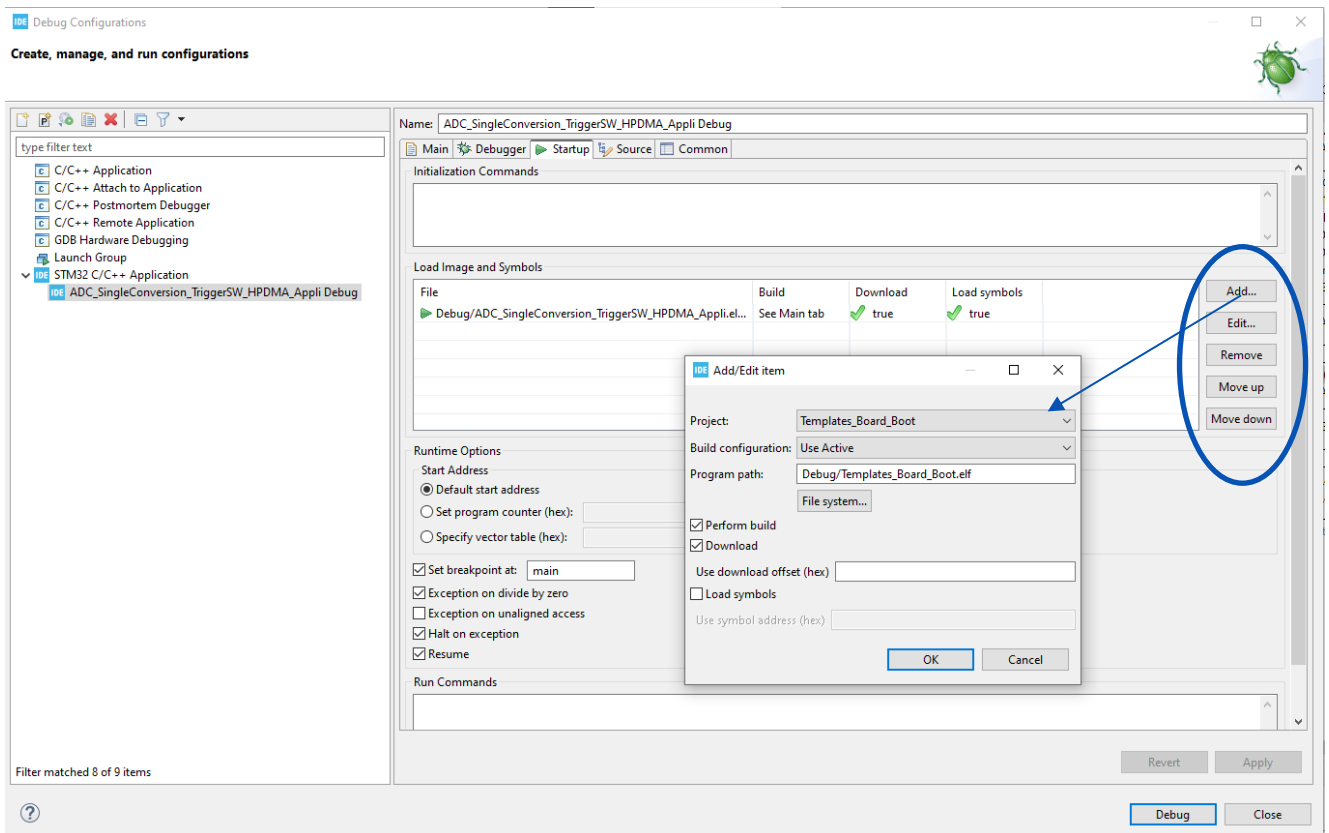 IDE Debug Configurations
Create, manage, and run configurations
type filter text
C/C++ Application
C/C++ Attach to Application
C/C++ Postmortem Debugger
C/C++ Remote Application
GDB Hardware Debugging
Launch Group
IDE STM32 C/C++ Application
IDE ADC_SingleConversion_TriggerSW_HPDMA_Appli Debug
Filter matched 8 of 9 items
Name: ADC_SingleConversion_TriggerSW_HPDMA_Appli Debug
Main Debugger Startup Source Common
Initialization Commands
Load Image and Symbols
File Build Download Load symbols
Debug/ADC_SingleConversion_TriggerSW_HPDMA_Appli.el... See Main tab true true
Add...
Edit...
Remove
Move up
Move down
Runtime Options
Start Address
Default start address
Set program counter (hex):
Specify vector table (hex):
Set breakpoint at: main
Exception on divide by zero
Exception on unaligned access
Halt on exception
Resume
Run Commands
IDE Add/Edit item
Project: Templates_Board_Boot
Build configuration: Use Active
Program path: Debug/Templates_Board_Boot.elf
File system...
Perform build
Download
Use download offset (hex)
Load symbols
Use symbol address (hex)
OK Cancel
Revert Apply
? Debug Close